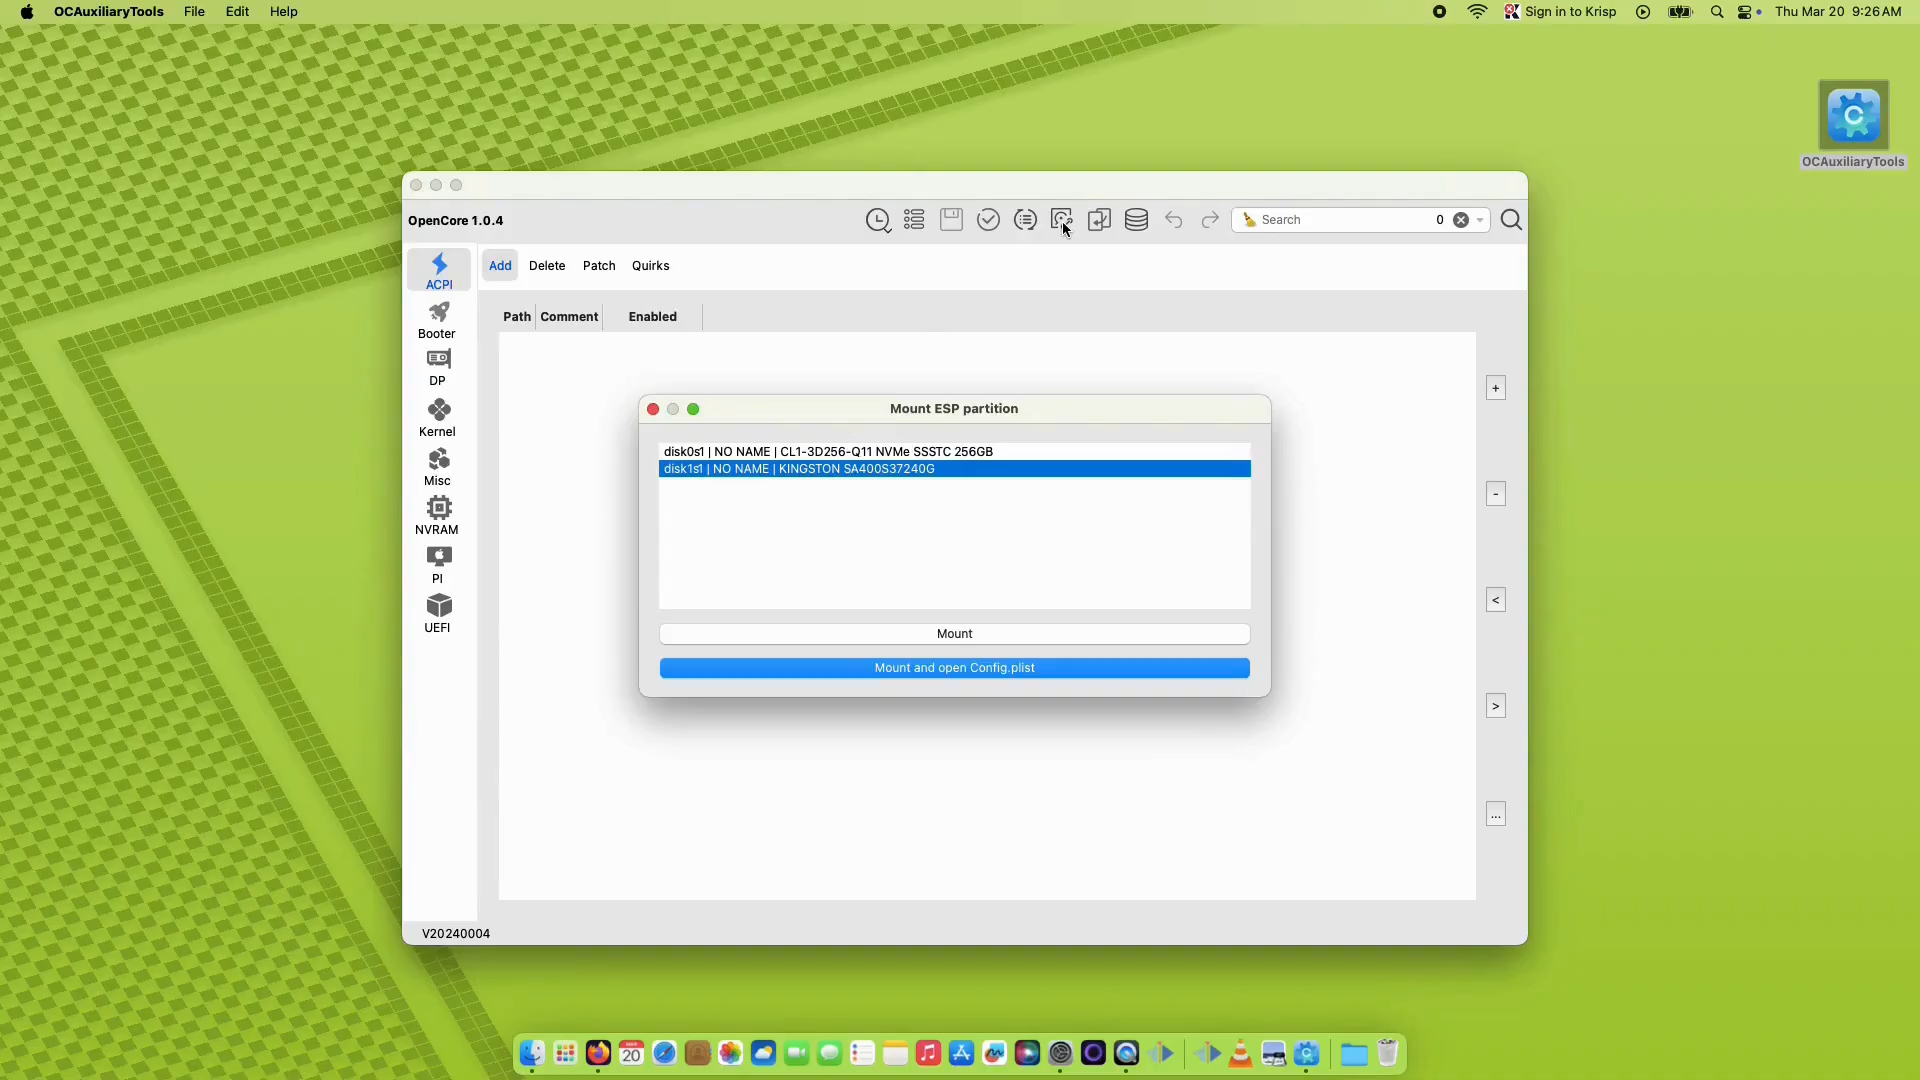 OCAuxiliaryTools File Edit Help Sign in to Krisp Thu Mar 20 9:26 AM
OCAuxiliaryTools
OpenCore 1.0.4 Search 0
Add Delete Patch Quirks
ACPI
Booter
DP
Kernel
Misc
NVRAM
PI
UEFI
Path Comment Enabled
+
-
<
>
...
Mount ESP partition
disk0s1 | NO NAME | CL1-3D256-Q11 NVMe SSSTC 256GB
disk1s1 | NO NAME | KINGSTON SA400S37240G
Mount
Mount and open Config.plist
V20240004
20